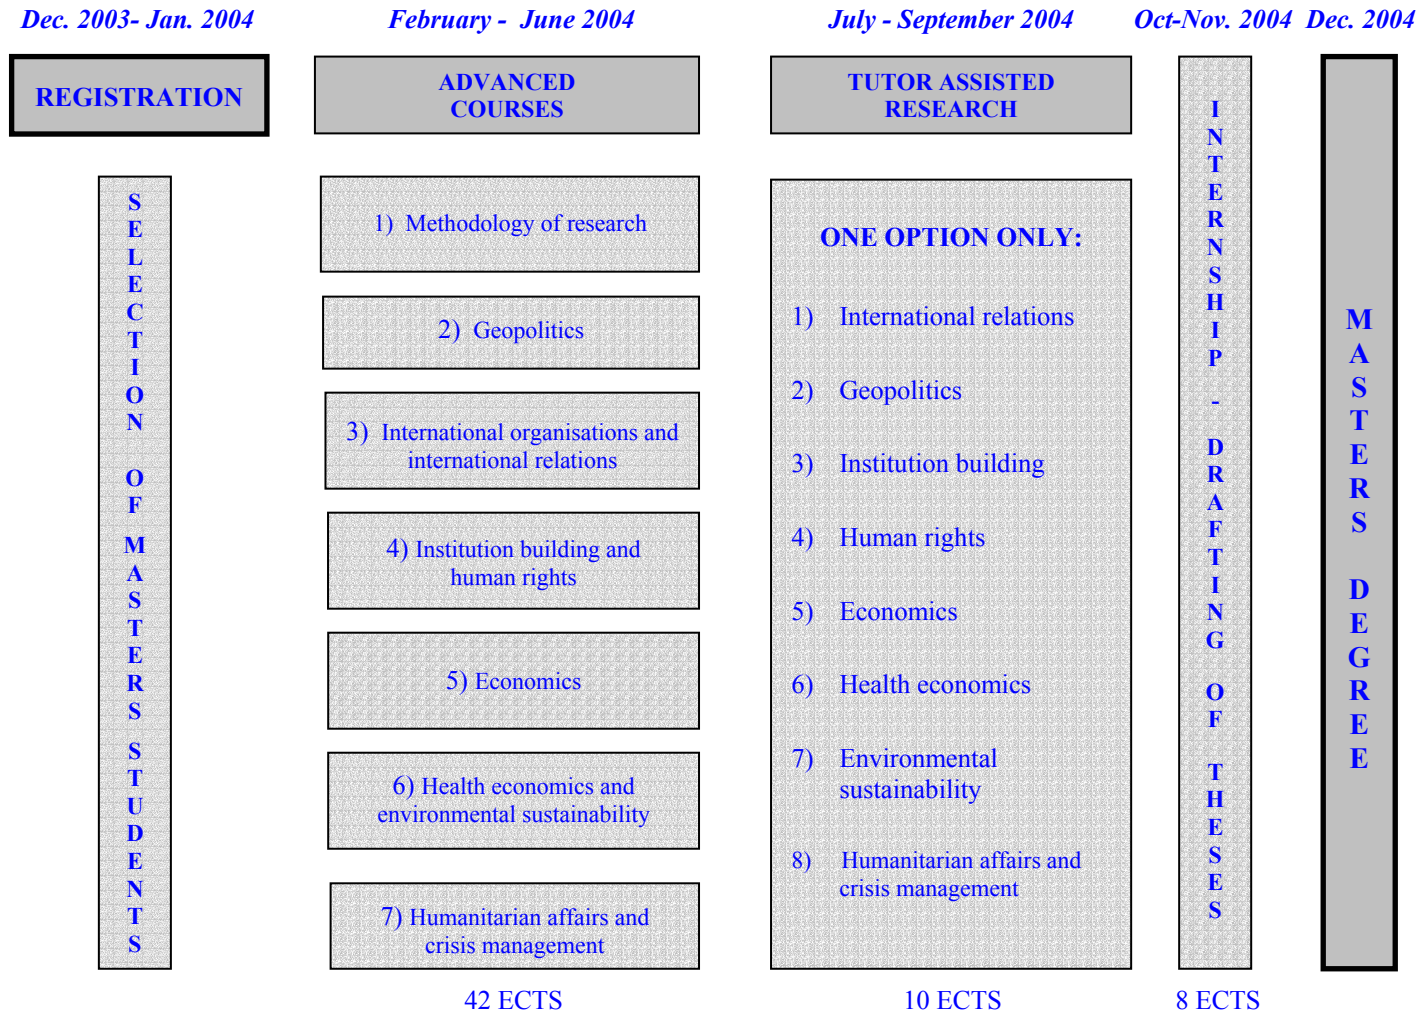 Dec. 2003- Jan. 2004
February -  June 2004
July - September 2004
Oct-Nov. 2004
Dec. 2004
REGISTRATION
SELECTION OF MASTERS STUDENTS
ADVANCED
COURSES
1)  Methodology of research
2)  Geopolitics
3)  International organisations and
international relations
4) Institution building and
human rights
5) Economics
6) Health economics and
environmental sustainability
7) Humanitarian affairs and
crisis management
42 ECTS
TUTOR ASSISTED
RESEARCH
ONE OPTION ONLY:
1) International relations
2) Geopolitics
3) Institution building
4) Human rights
5) Economics
6) Health economics
7) Environmental
sustainability
8) Humanitarian affairs and
crisis management
10 ECTS
INTERNSHIP - DRAFTING OF THESES
8 ECTS
MASTERS DEGREE